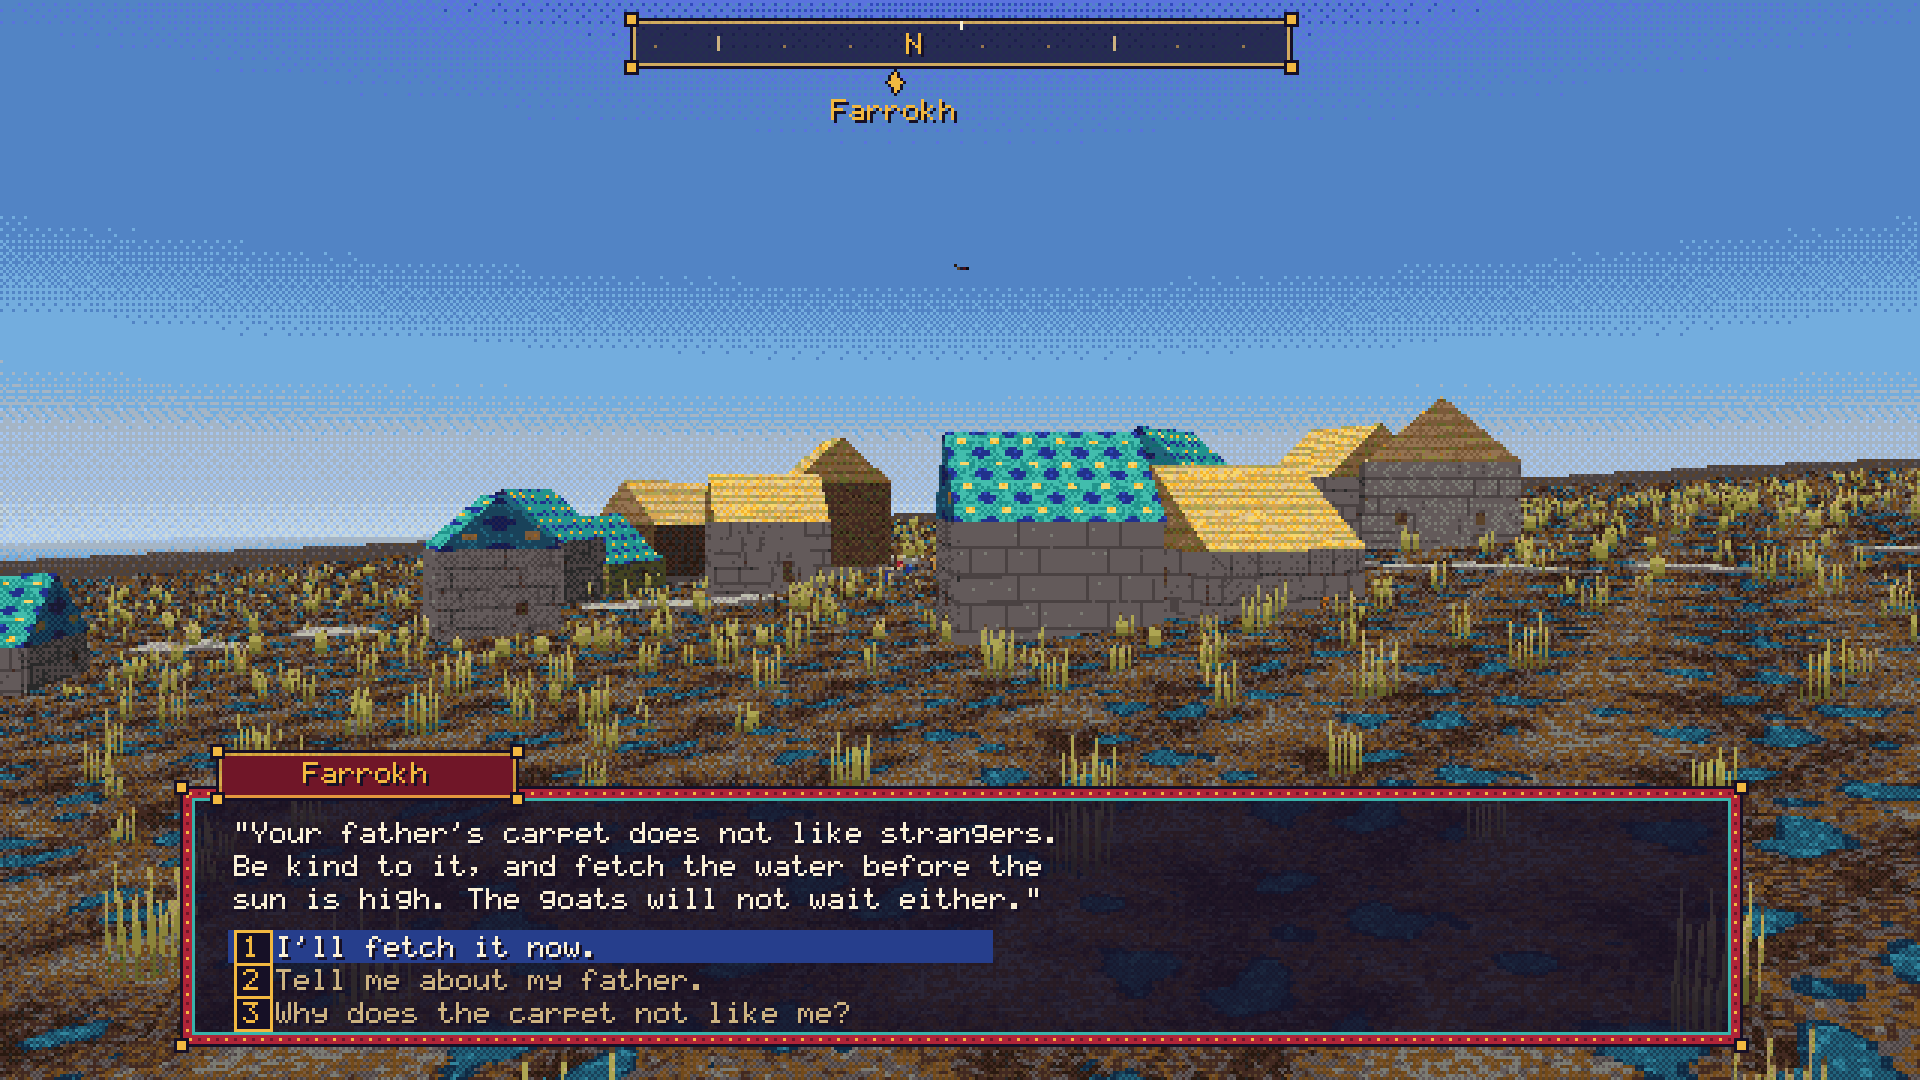 N
Farrokh
Farrokh
"Your father's carpet does not like strangers.
Be kind to it, and fetch the water before the
sun is high. The goats will not wait either."
1 I'll fetch it now.
2 Tell me about my father.
3 Why does the carpet not like me?